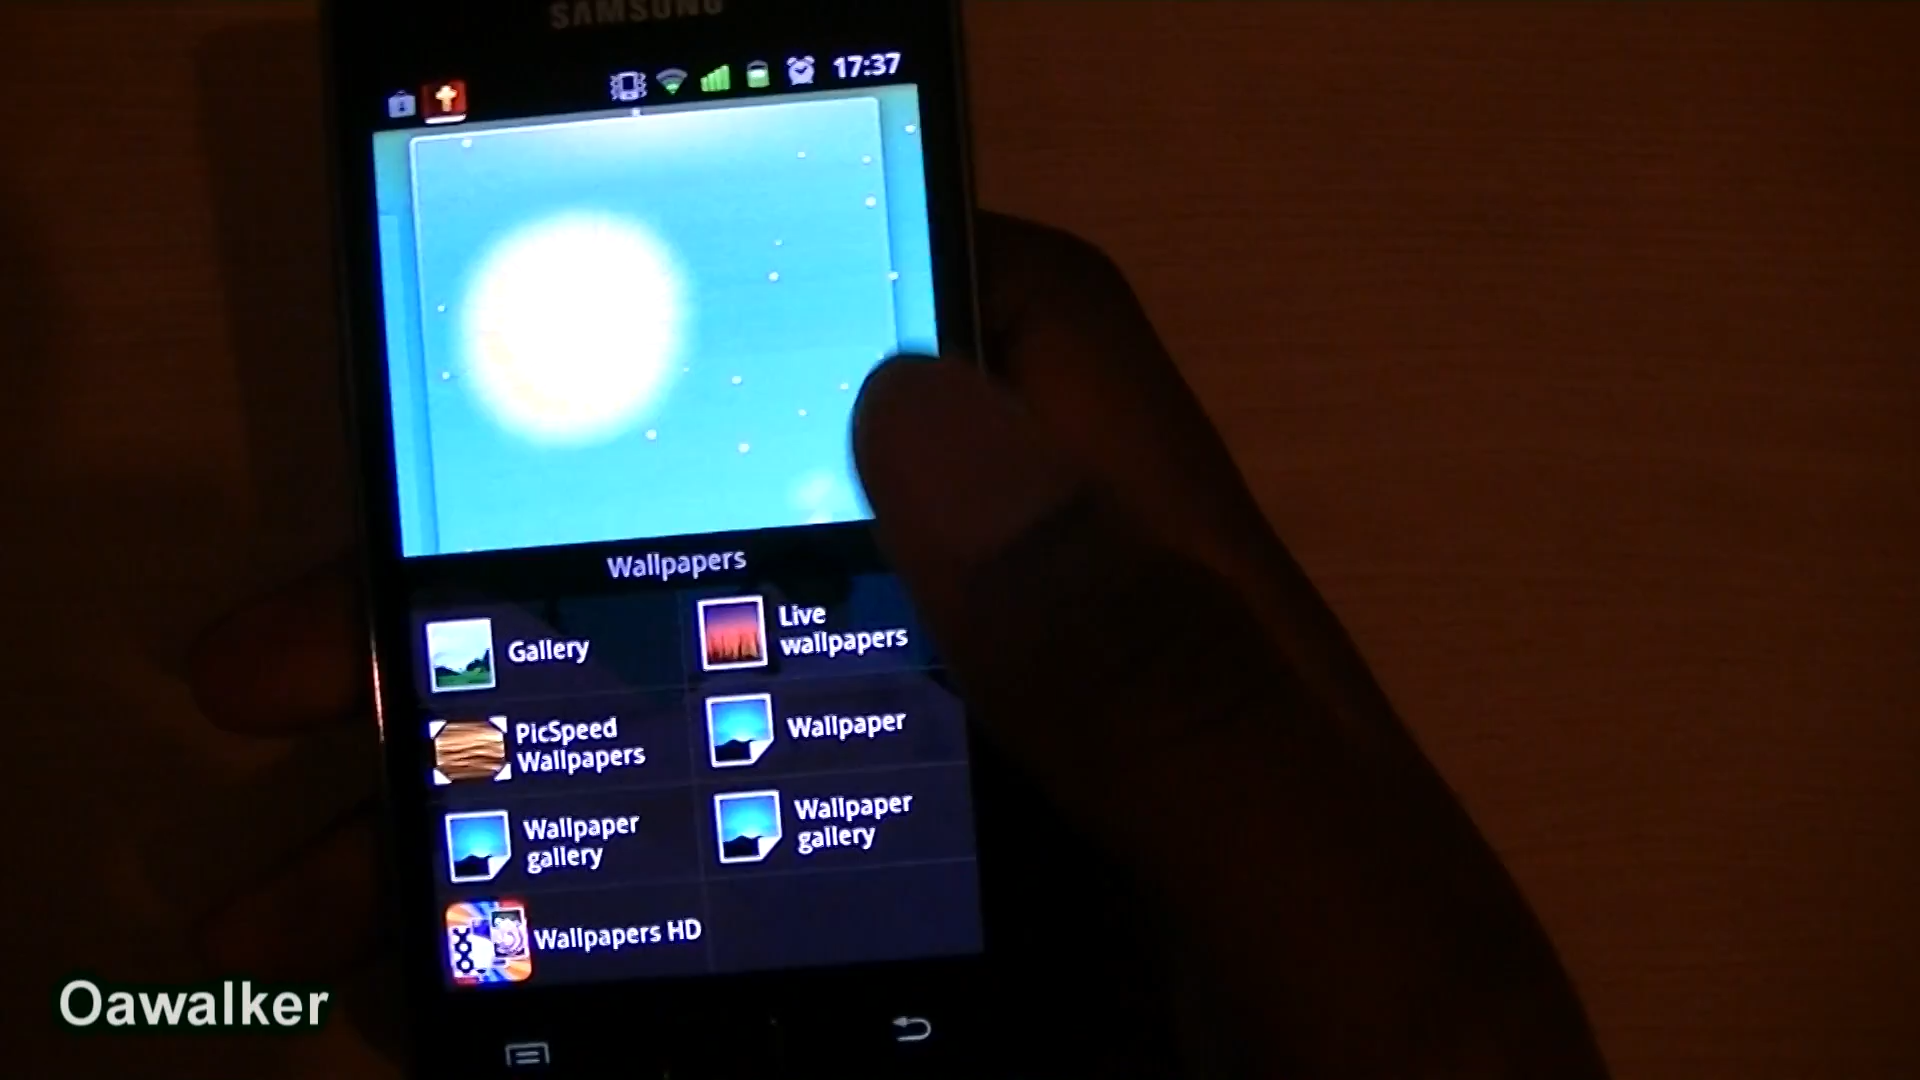 SAMSUNG
17:37
Wallpapers
Gallery
Live
wallpapers
PicSpeed
Wallpapers
Wallpaper
Wallpaper
gallery
Wallpaper
gallery
Wallpapers HD
Oawalker